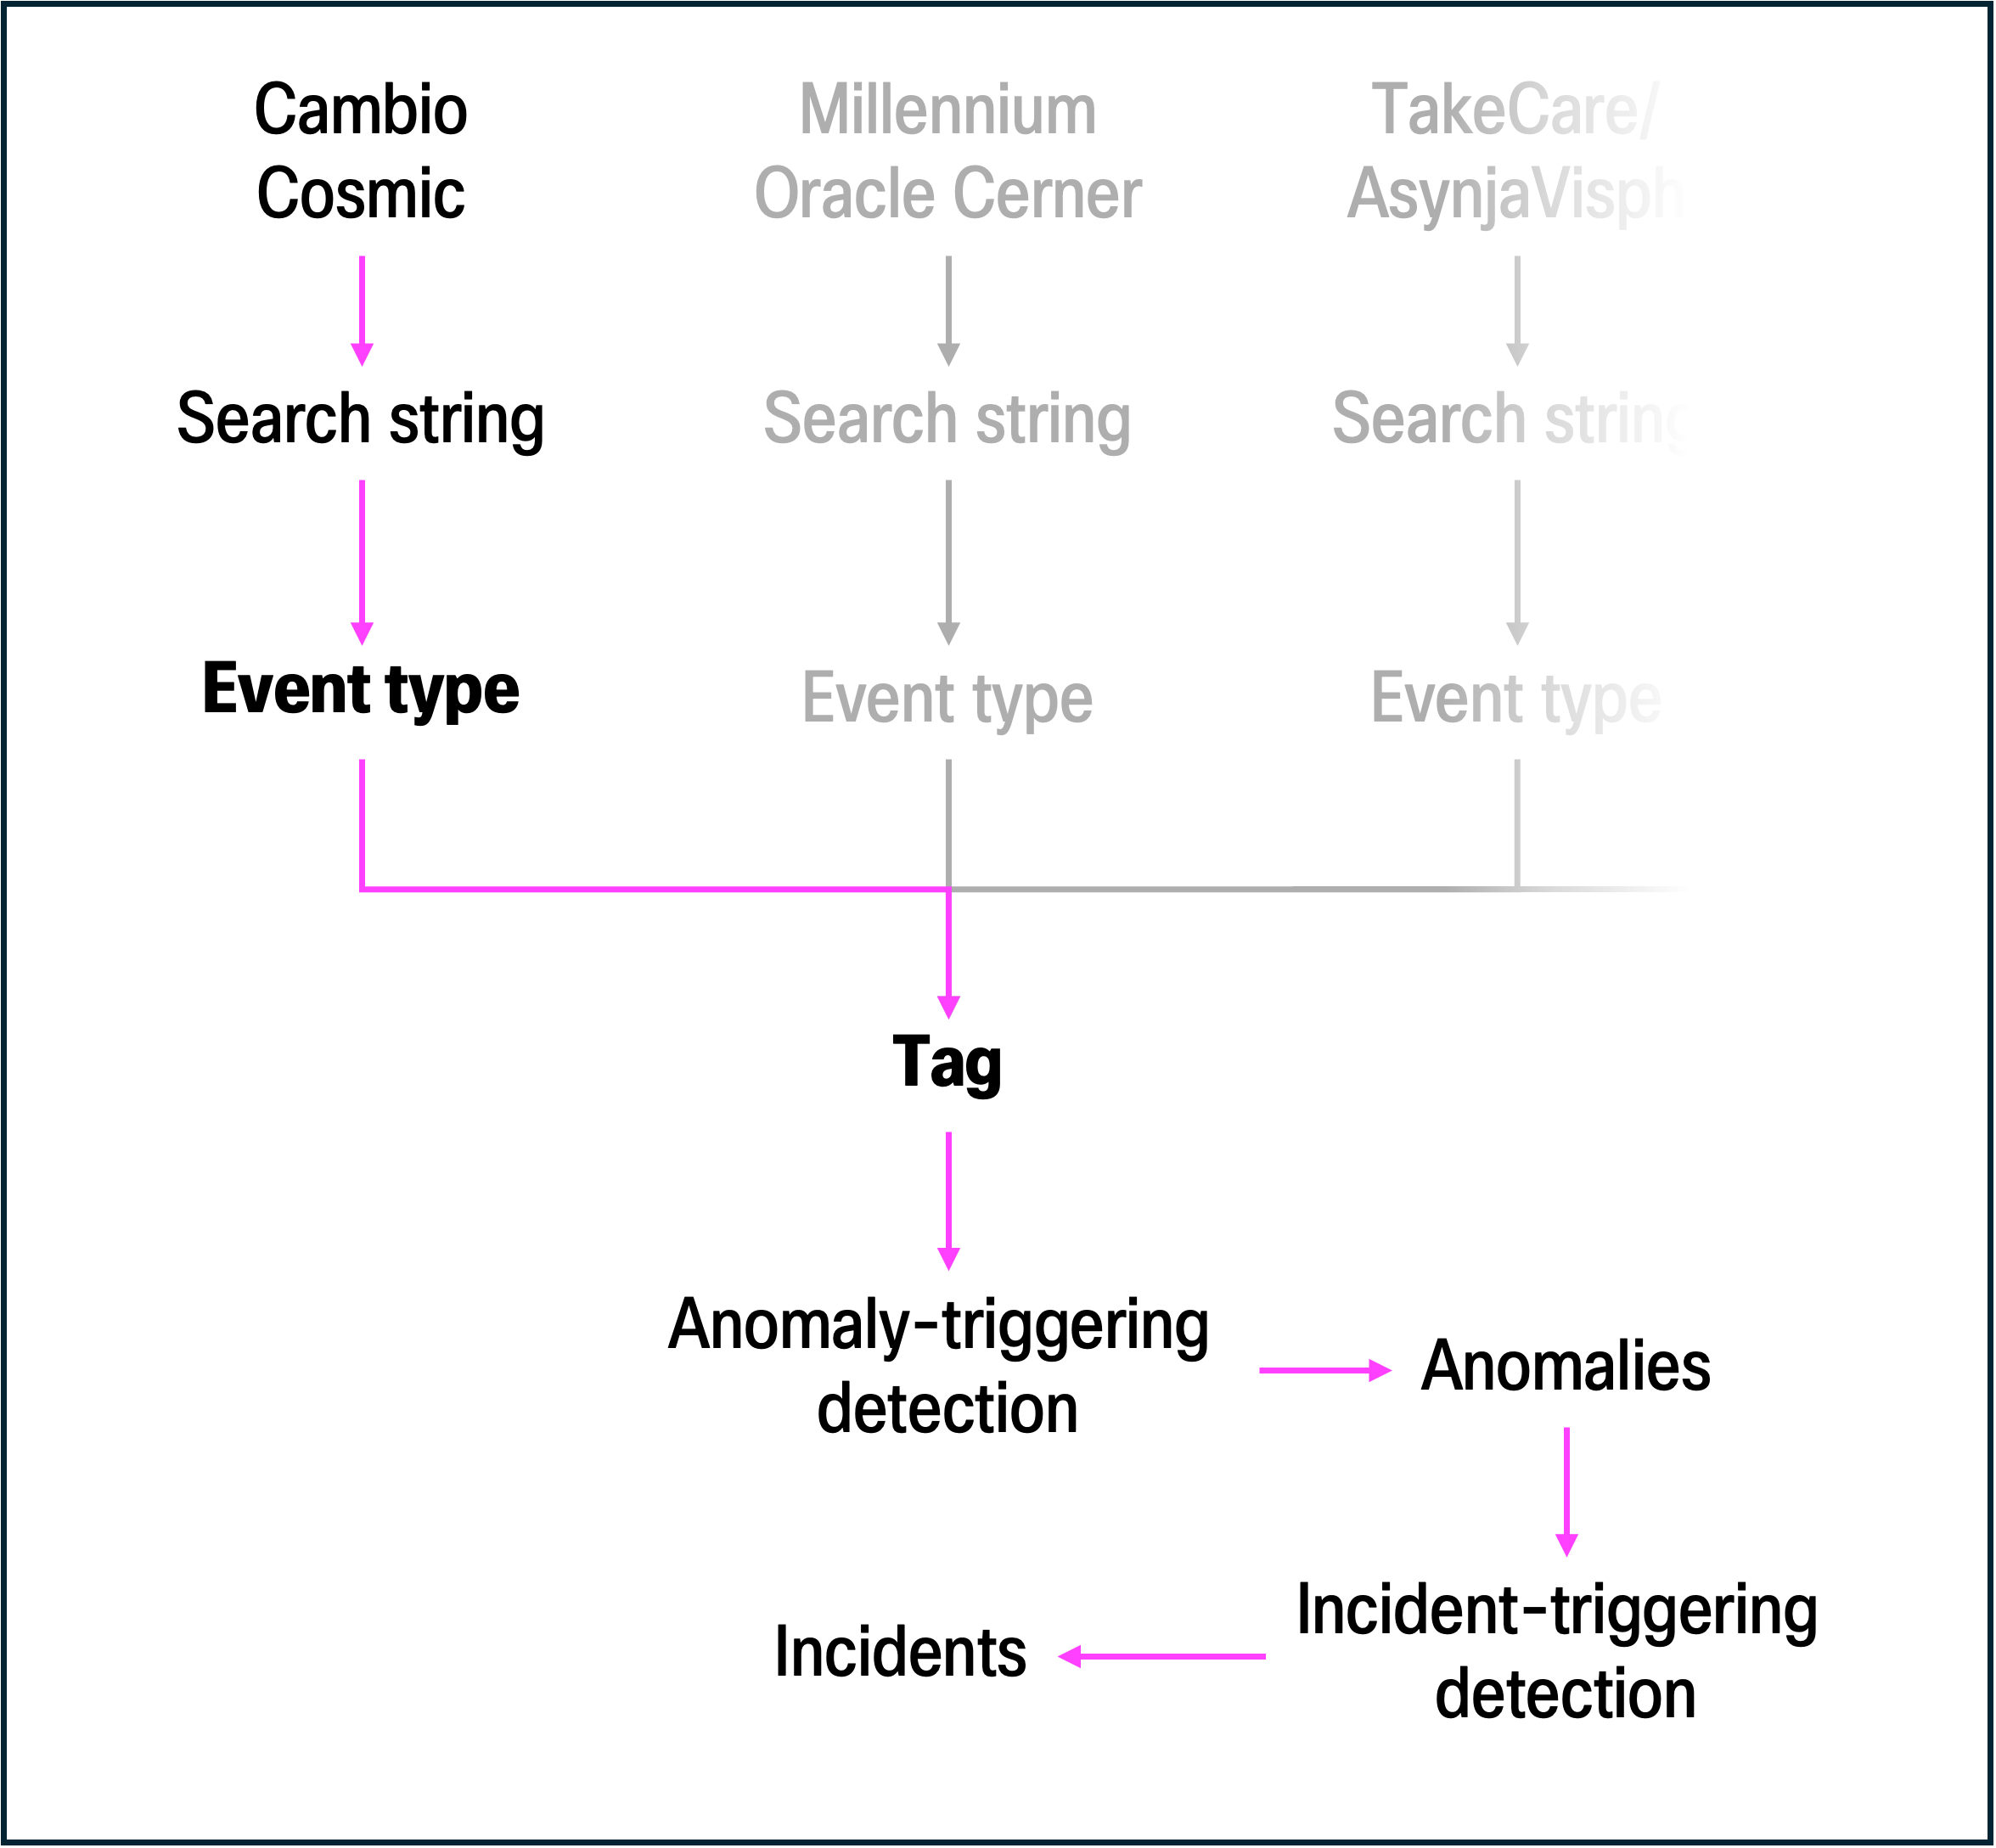 Cambio
Cosmic
Millennium
Oracle Cerner
TakeCare/
AsynjaVisph
Search string
Search string
Search string
Event type
Event type
Event type
Tag
Anomaly-triggering
detection
Anomalies
Incident-triggering
detection
Incidents